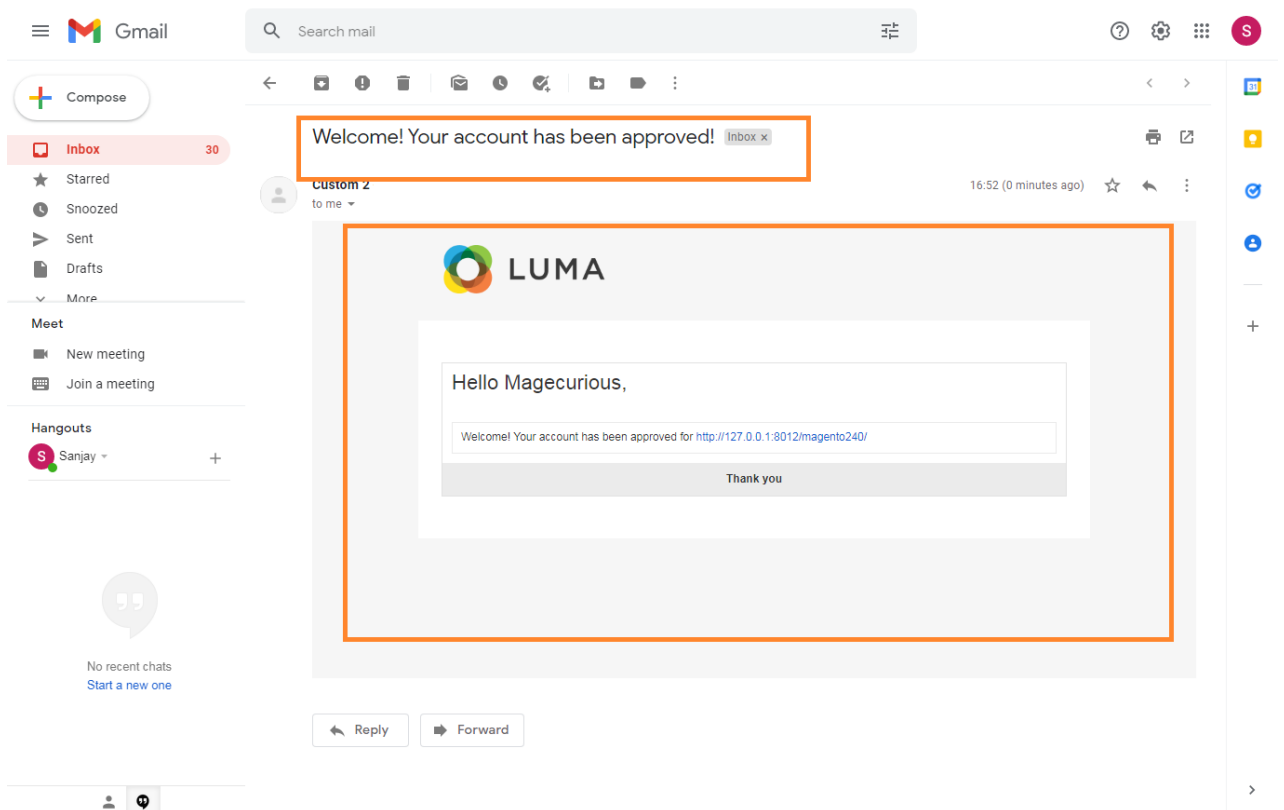 Gmail
Search mail
S
Compose
31
Welcome! Your account has been approved! Inbox ×
Inbox 30
Starred
Custom 2
16:52 (0 minutes ago)
to me
Snoozed
Sent
Drafts
More
LUMA
Meet
New meeting
Join a meeting
Hello Magecurious,
Welcome! Your account has been approved for http://127.0.0.1:8012/magento240/
Thank you
Hangouts
S Sanjay
No recent chats
Start a new one
Reply
Forward